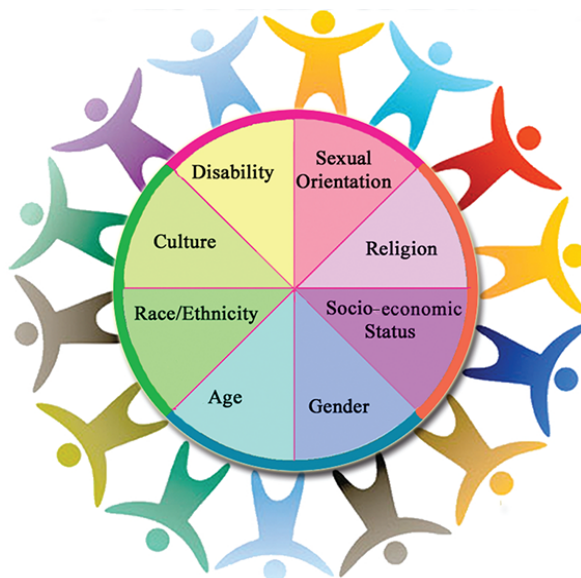 Disability
Sexual
Orientation
Culture
Religion
Race/Ethnicity
Socio-economic
Status
Age
Gender